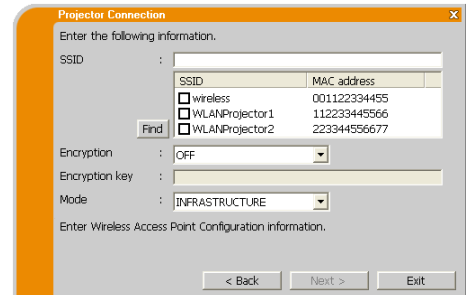 Projector Connection x
Enter the following information.
SSID :
SSID MAC address
wireless 001122334455
WLANProjector1 112233445566
Find WLANProjector2 223344556677
Encryption : OFF
Encryption key :
Mode : INFRASTRUCTURE
Enter Wireless Access Point Configuration information.
< Back Next > Exit